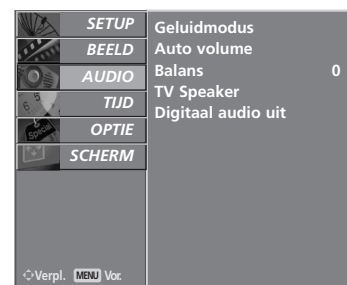 SETUP
BEELD
AUDIO
TIJD
OPTIE
SCHERM
Geluidmodus
Auto volume
Balans 0
TV Speaker
Digitaal audio uit
Special
Verpl. MENU Vor.